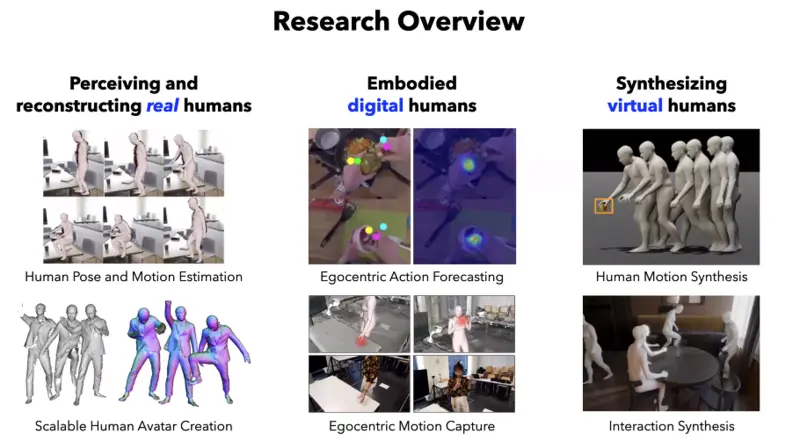 Research Overview
Perceiving and
reconstructing real humans
Human Pose and Motion Estimation
Scalable Human Avatar Creation
Embodied
digital humans
Egocentric Action Forecasting
Egocentric Motion Capture
Synthesizing
virtual humans
Human Motion Synthesis
Interaction Synthesis